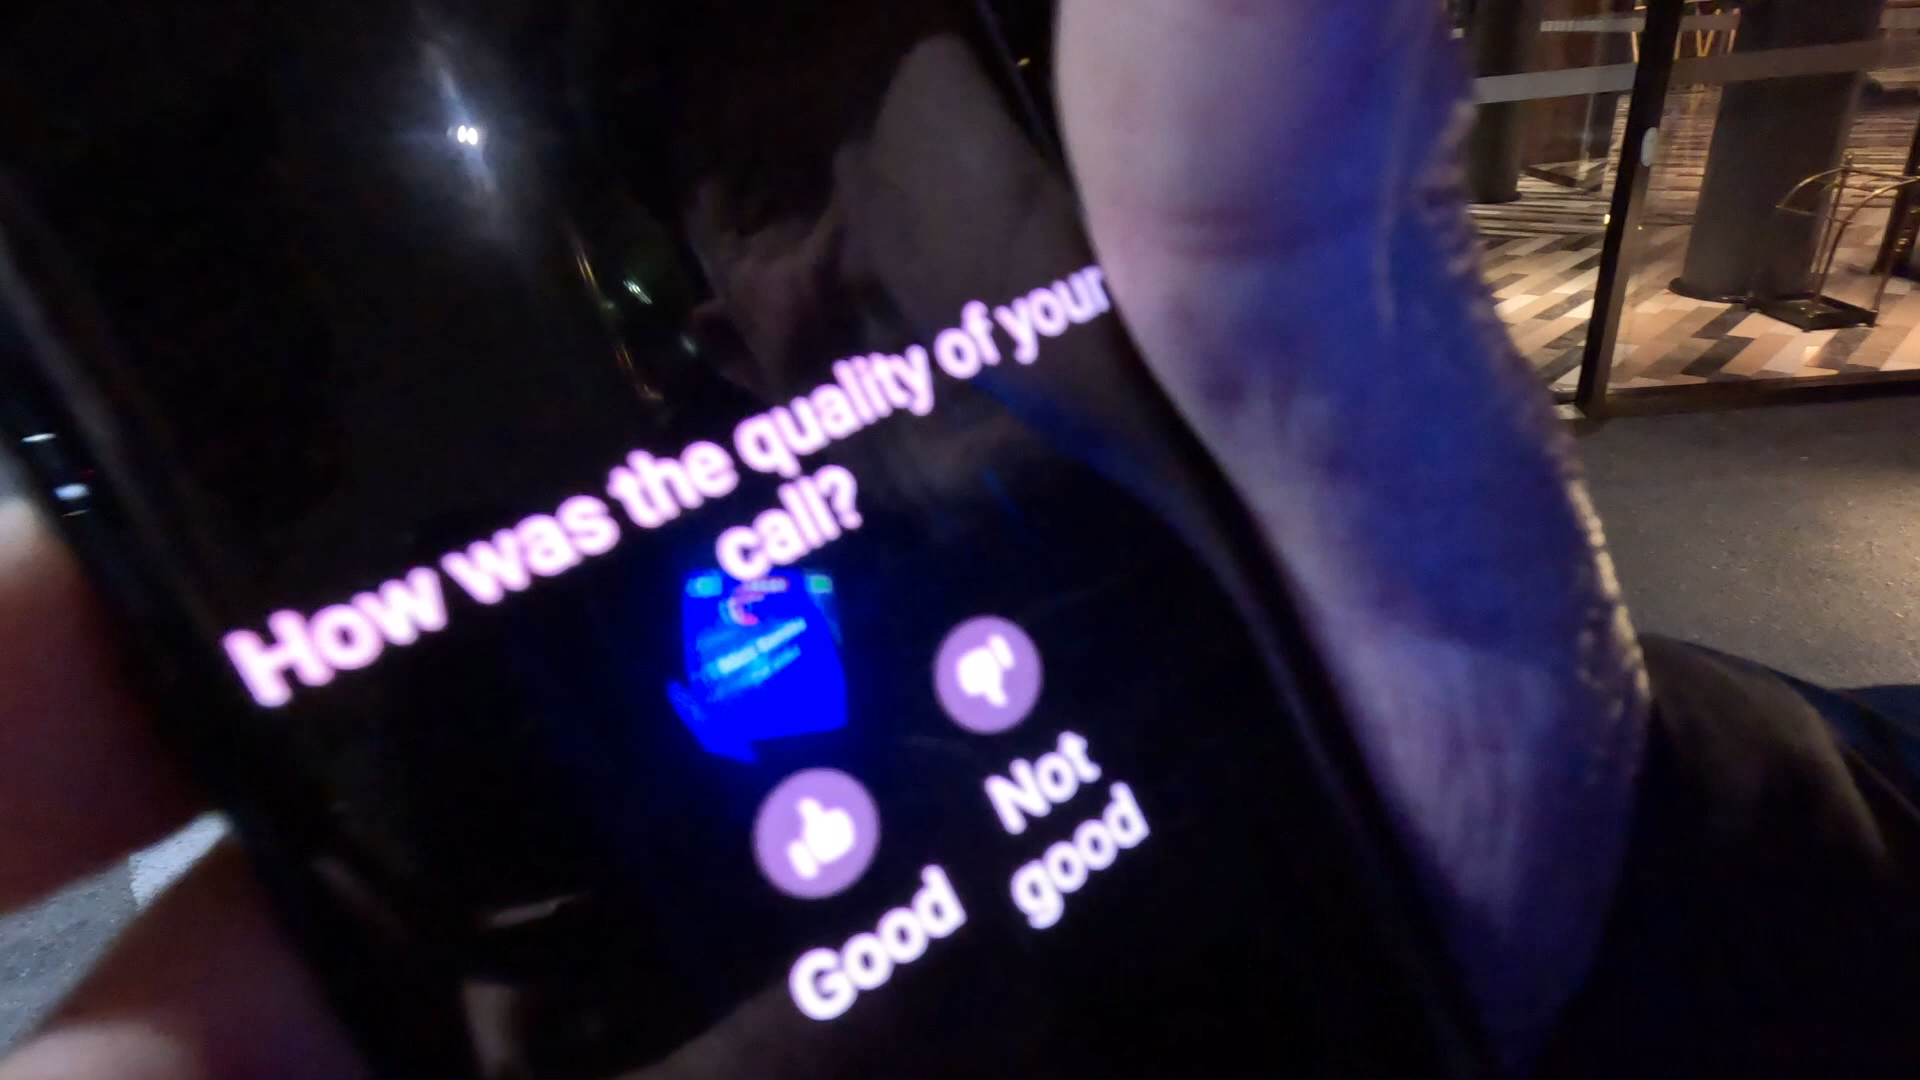 How was the quality of your
call?
Good
Not
good